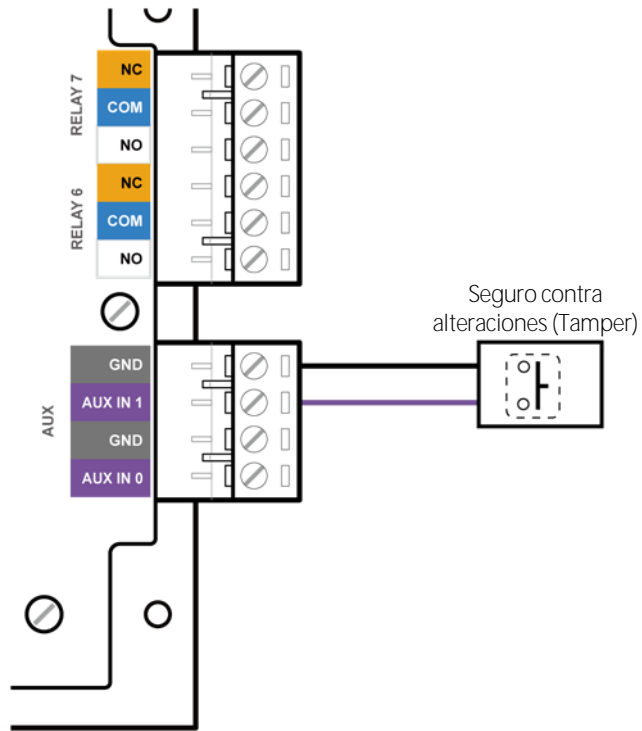 RELAY 7
NC
COM
NO
RELAY 6
NC
COM
NO
Seguro contra
alteraciones (Tamper)
AUX
GND
AUX IN 1
GND
AUX IN 0